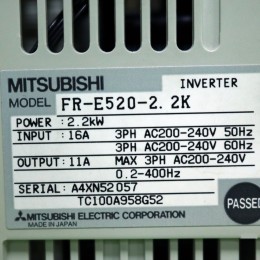 MITSUBISHI INVERTER
MODEL FR-E520-2.2K
POWER :2.2kW
INPUT :16A 3PH AC200-240V 50Hz
3PH AC200-240V 60Hz
OUTPUT:11A MAX 3PH AC200-240V
0.2-400Hz
SERIAL: A4XN52057
TC100A958G52
PASSED
MITSUBISHI ELECTRIC CORPORATION
MADE IN JAPAN